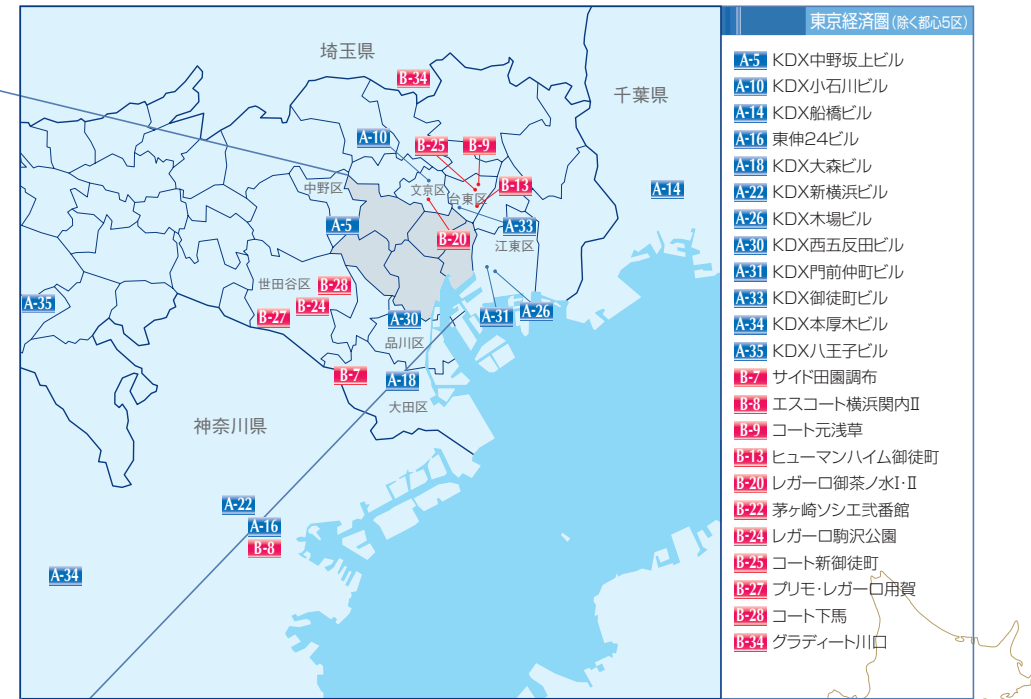 埼玉県
B-34
千葉県
A-10
B-25
B-9
中野区
文京区
台東区
B-13
A-14
A-5
B-20
A-33
江東区
世田谷区
B-28
A-35
B-24
B-27
A-30
A-31
A-26
品川区
B-7
A-18
大田区
神奈川県
A-22
A-16
B-8
A-34
東京経済圏(除く都心5区)
A-5 KDX中野坂上ビル
A-10 KDX小石川ビル
A-14 KDX船橋ビル
A-16 東伸24ビル
A-18 KDX大森ビル
A-22 KDX新横浜ビル
A-26 KDX木場ビル
A-30 KDX西五反田ビル
A-31 KDX門前仲町ビル
A-33 KDX御徒町ビル
A-34 KDX本厚木ビル
A-35 KDX八王子ビル
B-7 サイド田園調布
B-8 エスコート横浜関内II
B-9 コート元浅草
B-13 ヒューマンハイム御徒町
B-20 レガーロ御茶ノ水I・II
B-22 茅ヶ崎ソシエ弐番館
B-24 レガーロ駒沢公園
B-25 コート新御徒町
B-27 プリモ・レガーロ用賀
B-28 コート下馬
B-34 グラディート川口